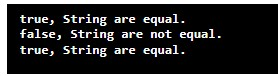 true, String are equal.
false, String are not equal.
true, String are equal.